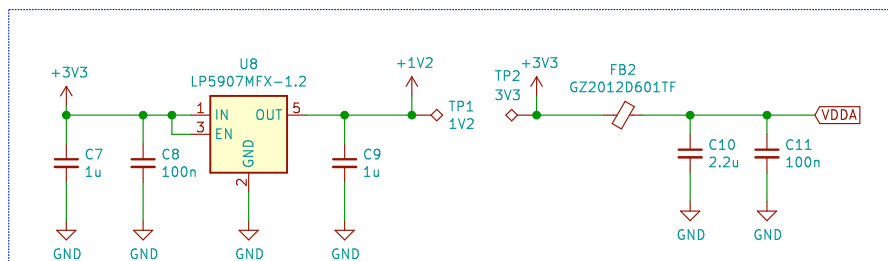 U8
LP5907MFX-1.2
+3V3
+1V2
1
IN
OUT
5
3
EN
GND
2
TP1
1V2
C7
1u
C8
100n
C9
1u
GND
GND
GND
GND
TP2
3V3
+3V3
FB2
GZ2012D601TF
VDDA
C10
2.2u
C11
100n
GND
GND